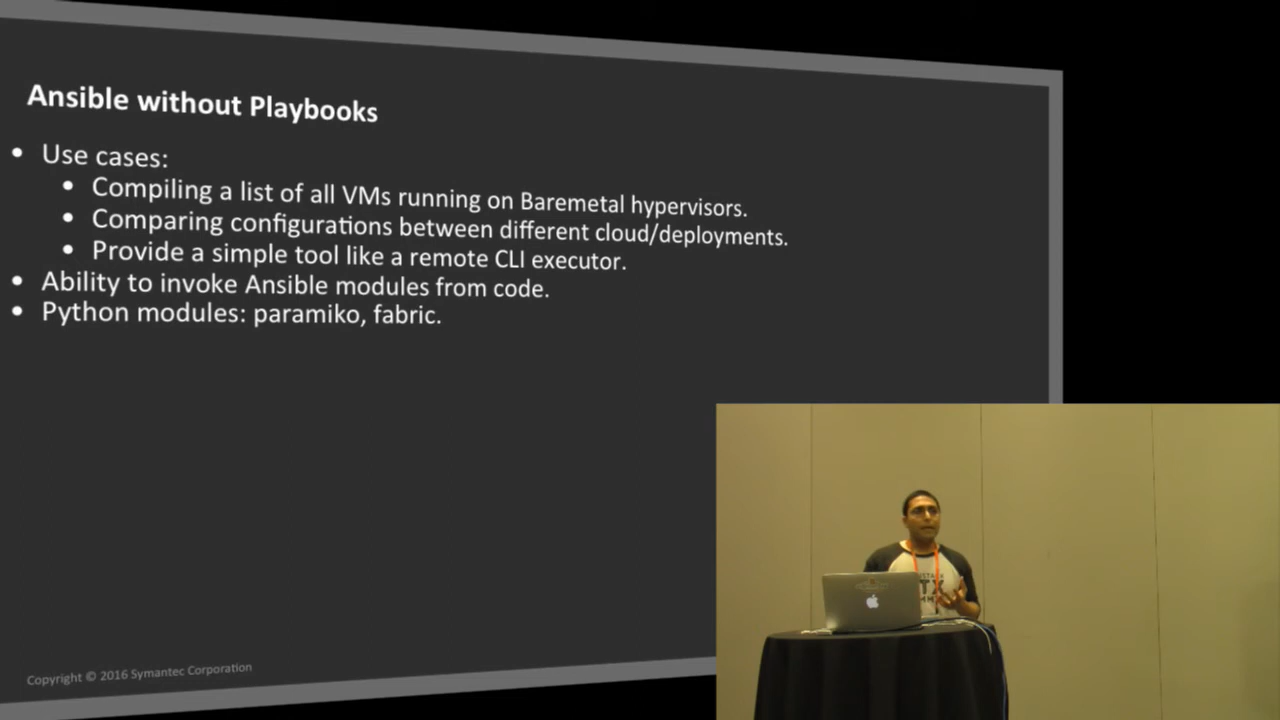 Ansible without Playbooks
• Use cases:
• Compiling a list of all VMs running on Baremetal hypervisors.
• Comparing configurations between different cloud/deployments.
• Provide a simple tool like a remote CLI executor.
• Ability to invoke Ansible modules from code.
• Python modules: paramiko, fabric.
Copyright © 2016 Symantec Corporation
TX